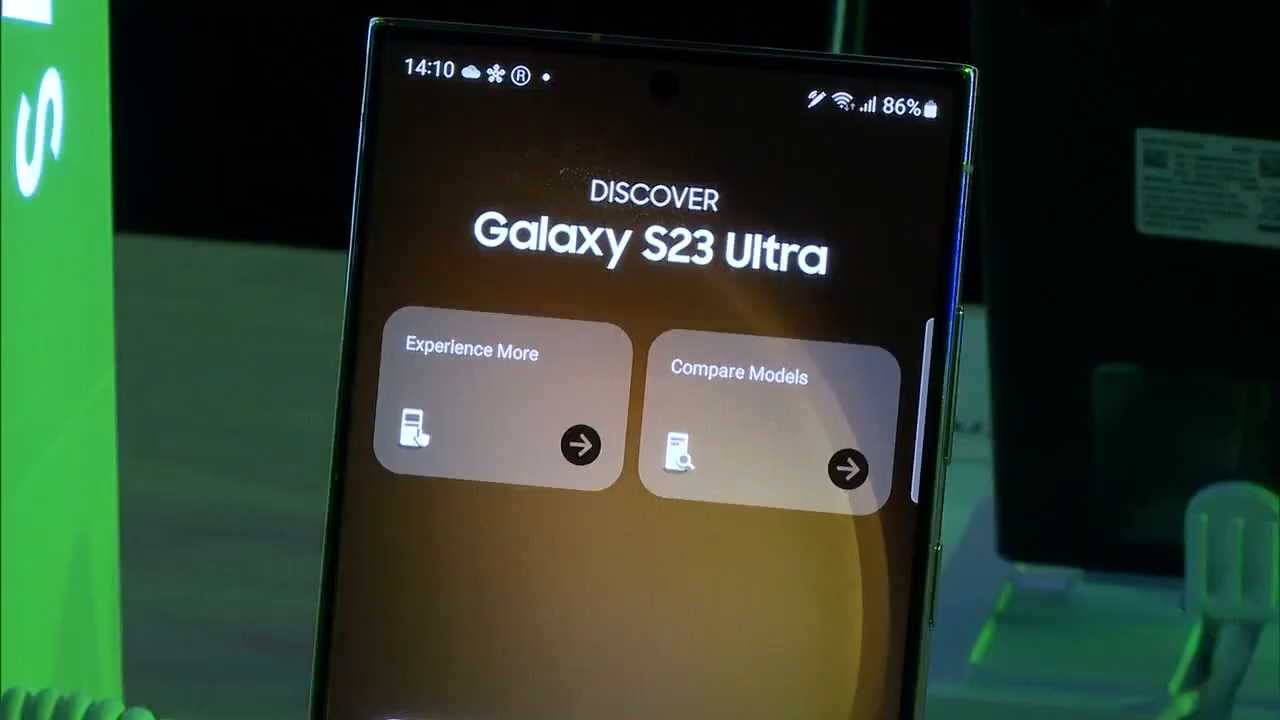 S
14:10 R
86%
DISCOVER
Galaxy S23 Ultra
Experience More
Compare Models